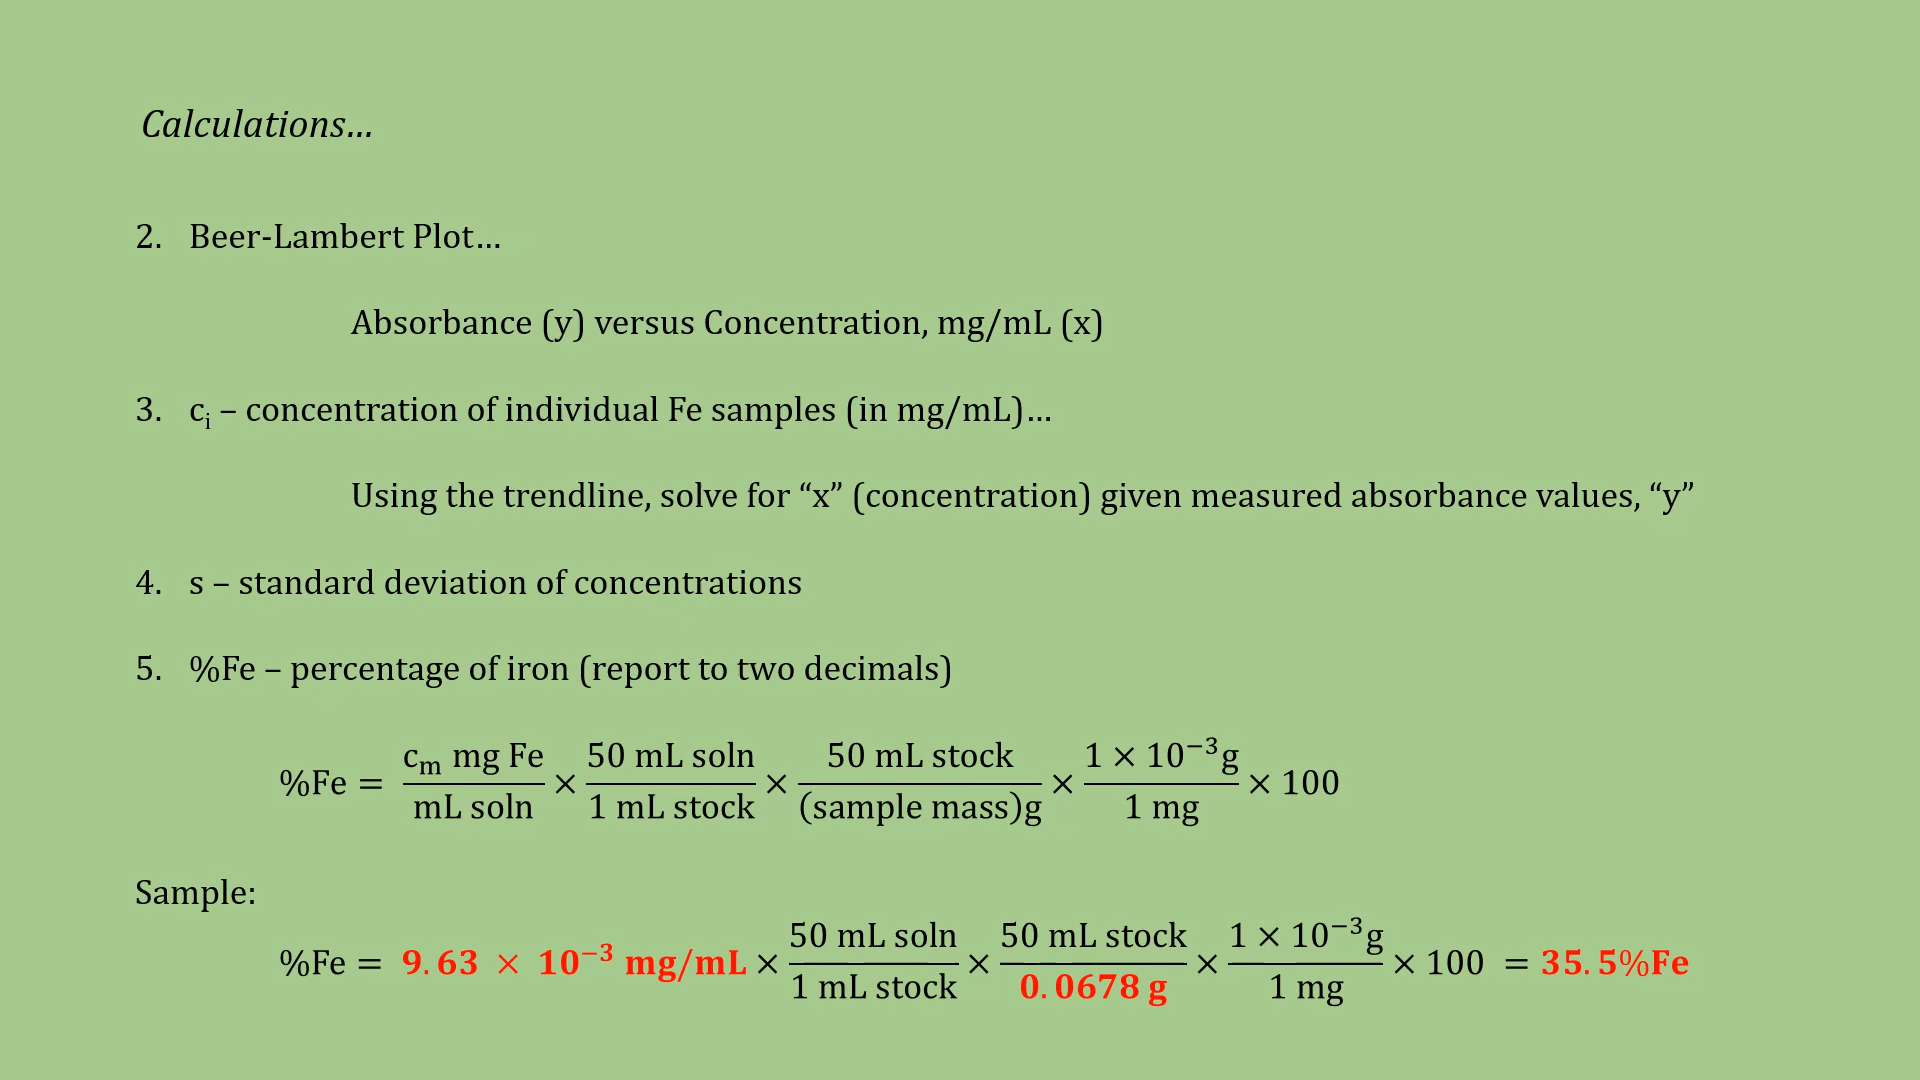 Calculations…
2. Beer-Lambert Plot…
Absorbance (y) versus Concentration, mg/mL (x)
3. cᵢ – concentration of individual Fe samples (in mg/mL)…
Using the trendline, solve for “x” (concentration) given measured absorbance values, “y”
4. s – standard deviation of concentrations
5. %Fe – percentage of iron (report to two decimals)
%Fe = cₘ mg Fe / mL soln × 50 mL soln / 1 mL stock × 50 mL stock / (sample mass)g × 1 × 10⁻³g / 1 mg × 100
Sample:
%Fe = 9.63 × 10⁻³ mg/mL × 50 mL soln / 1 mL stock × 50 mL stock / 0.0678 g × 1 × 10⁻³g / 1 mg × 100 = 35.5%Fe